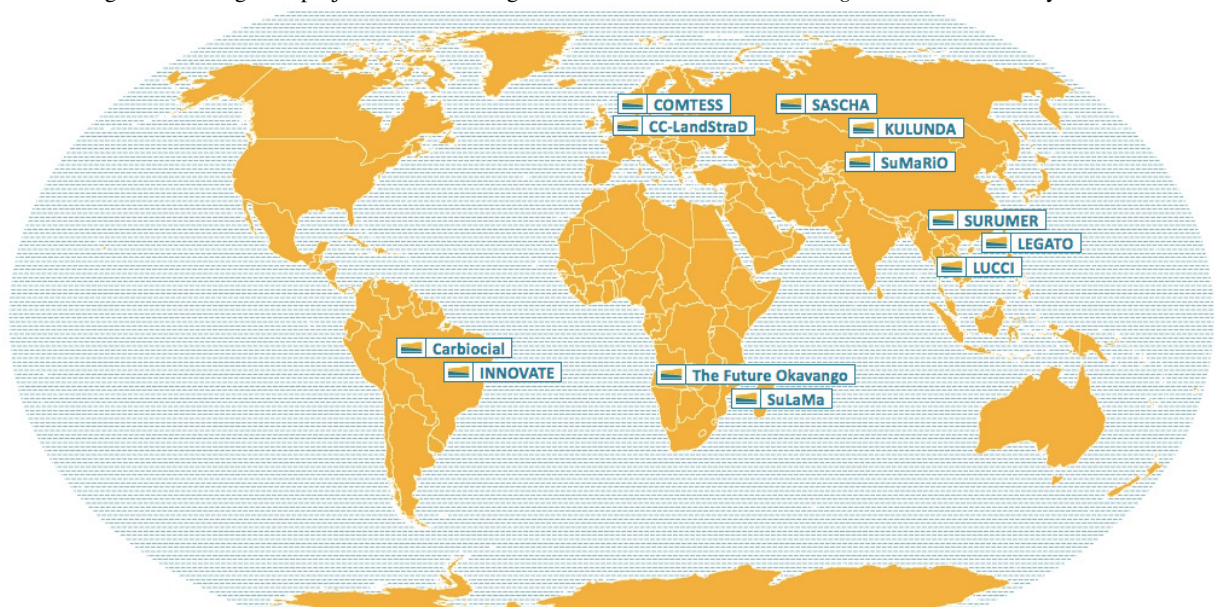 COMTESS
SASCHA
CC-LandStraD
KULUNDA
SuMaRiO
SURUMER
LEGATO
LUCCI
Carbiocial
INNOVATE
The Future Okavango
SuLaMa